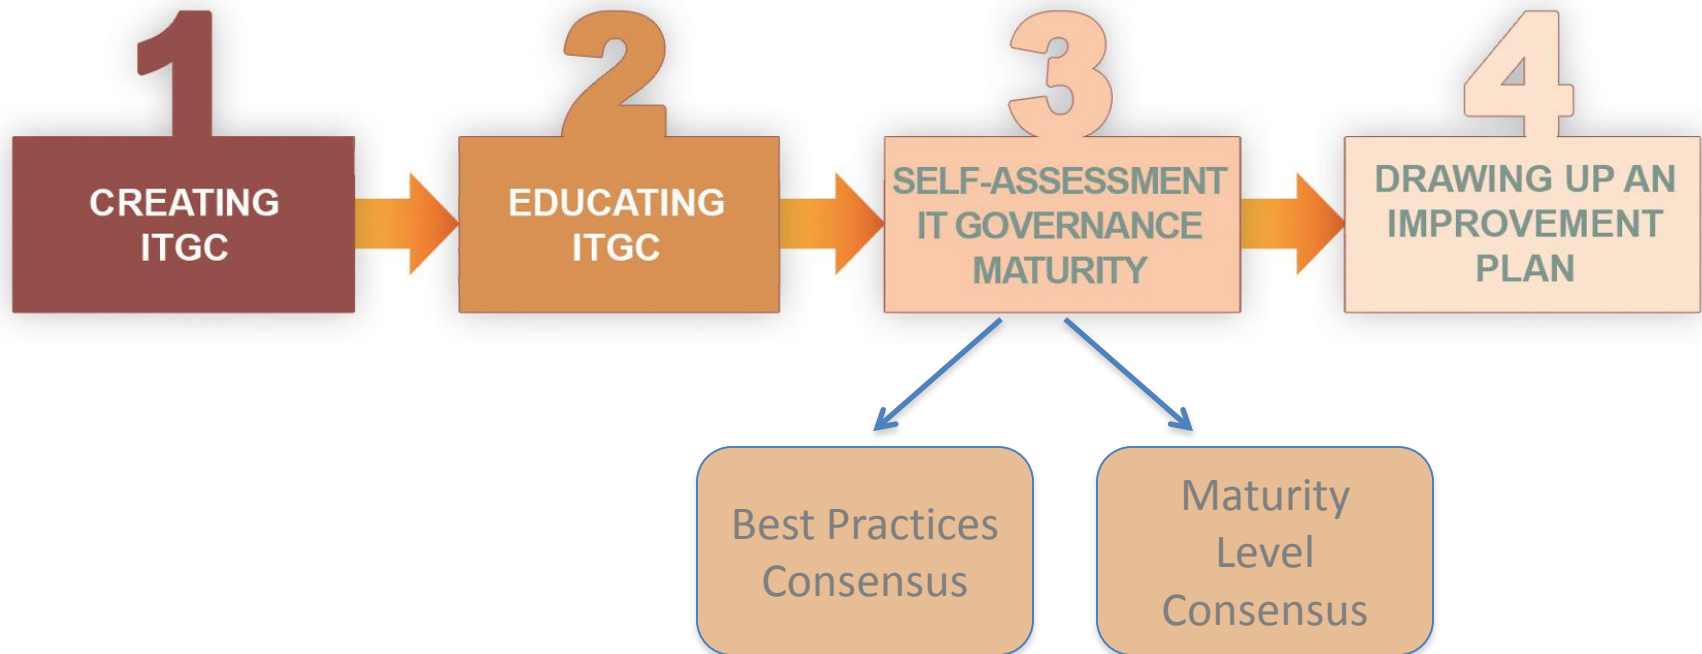 1
CREATING
ITGC
2
EDUCATING
ITGC
3
SELF-ASSESSMENT
IT GOVERNANCE
MATURITY
4
DRAWING UP AN
IMPROVEMENT
PLAN
Best Practices
Consensus
Maturity
Level
Consensus